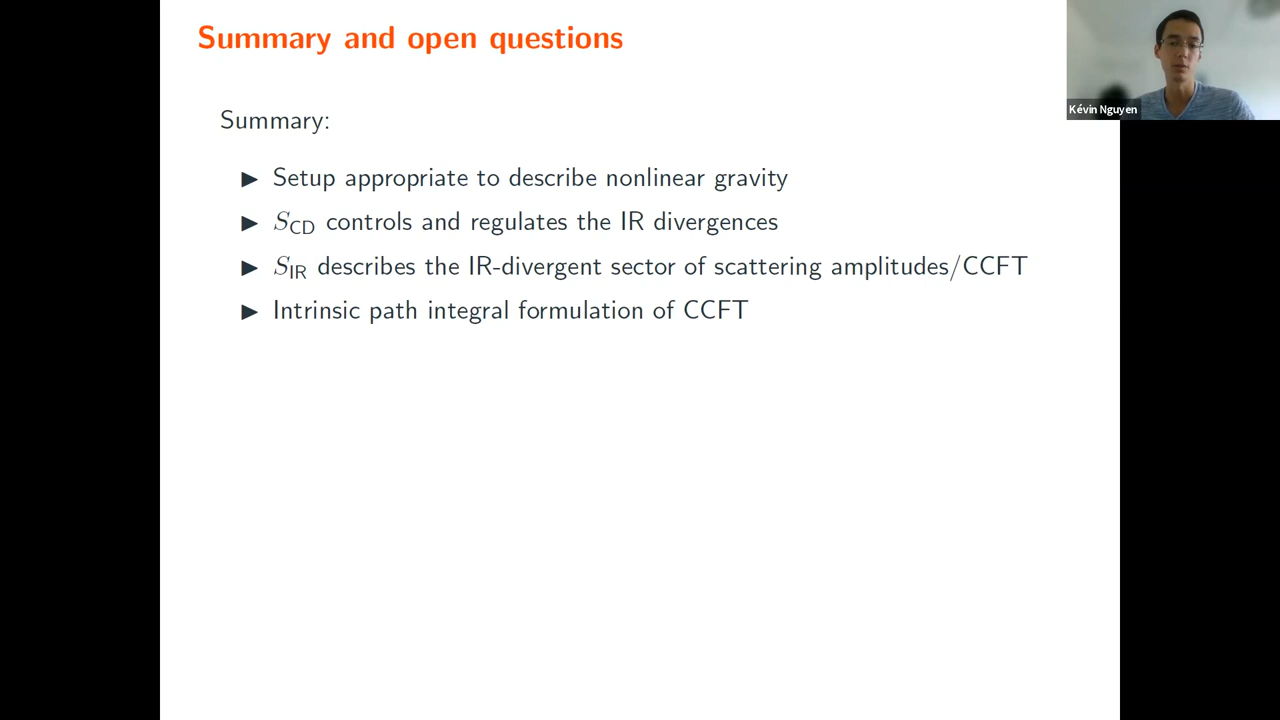 Summary and open questions
Kévin Nguyen
Summary:
▶ Setup appropriate to describe nonlinear gravity
▶ S_CD controls and regulates the IR divergences
▶ S_IR describes the IR-divergent sector of scattering amplitudes/CCFT
▶ Intrinsic path integral formulation of CCFT